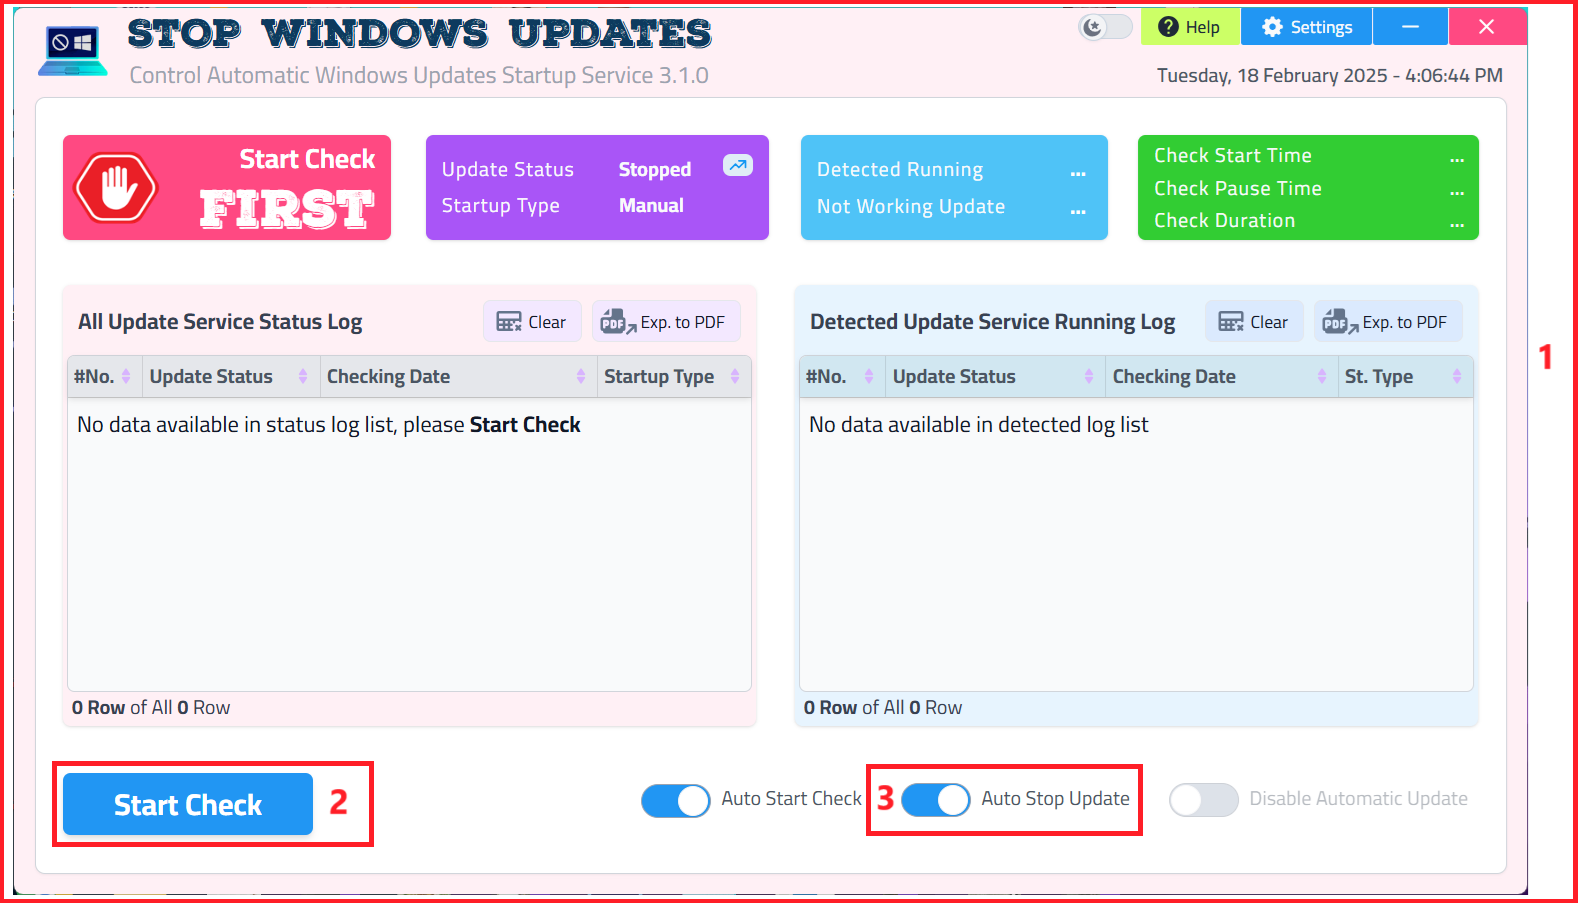 STOP WINDOWS UPDATES
Control Automatic Windows Updates Startup Service 3.1.0
Help
Settings
Tuesday, 18 February 2025 - 4:06:44 PM
Start Check
FIRST
Update Status Stopped
Startup Type Manual
Detected Running ...
Not Working Update ...
Check Start Time ...
Check Pause Time ...
Check Duration ...
1
All Update Service Status Log
Clear
PDF Exp. to PDF
#No. Update Status Checking Date Startup Type
No data available in status log list, please Start Check
0 Row of All 0 Row
Detected Update Service Running Log
Clear
PDF Exp. to PDF
#No. Update Status Checking Date St. Type
No data available in detected log list
0 Row of All 0 Row
Start Check 2
Auto Start Check
3 Auto Stop Update
Disable Automatic Update